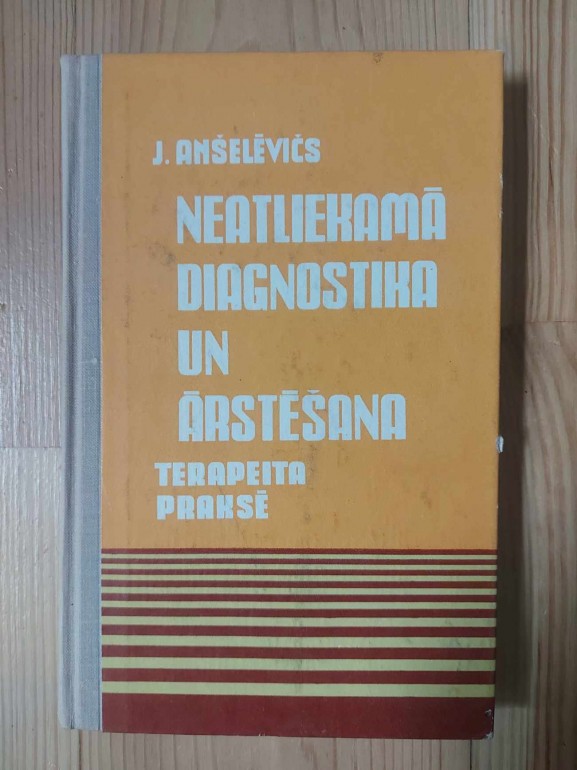 J. ANŠELĒVIČS
NEATLIEKAMĀ
DIAGNOSTIKA
UN
ĀRSTĒŠANA
TERAPEITA
PRAKSĒ